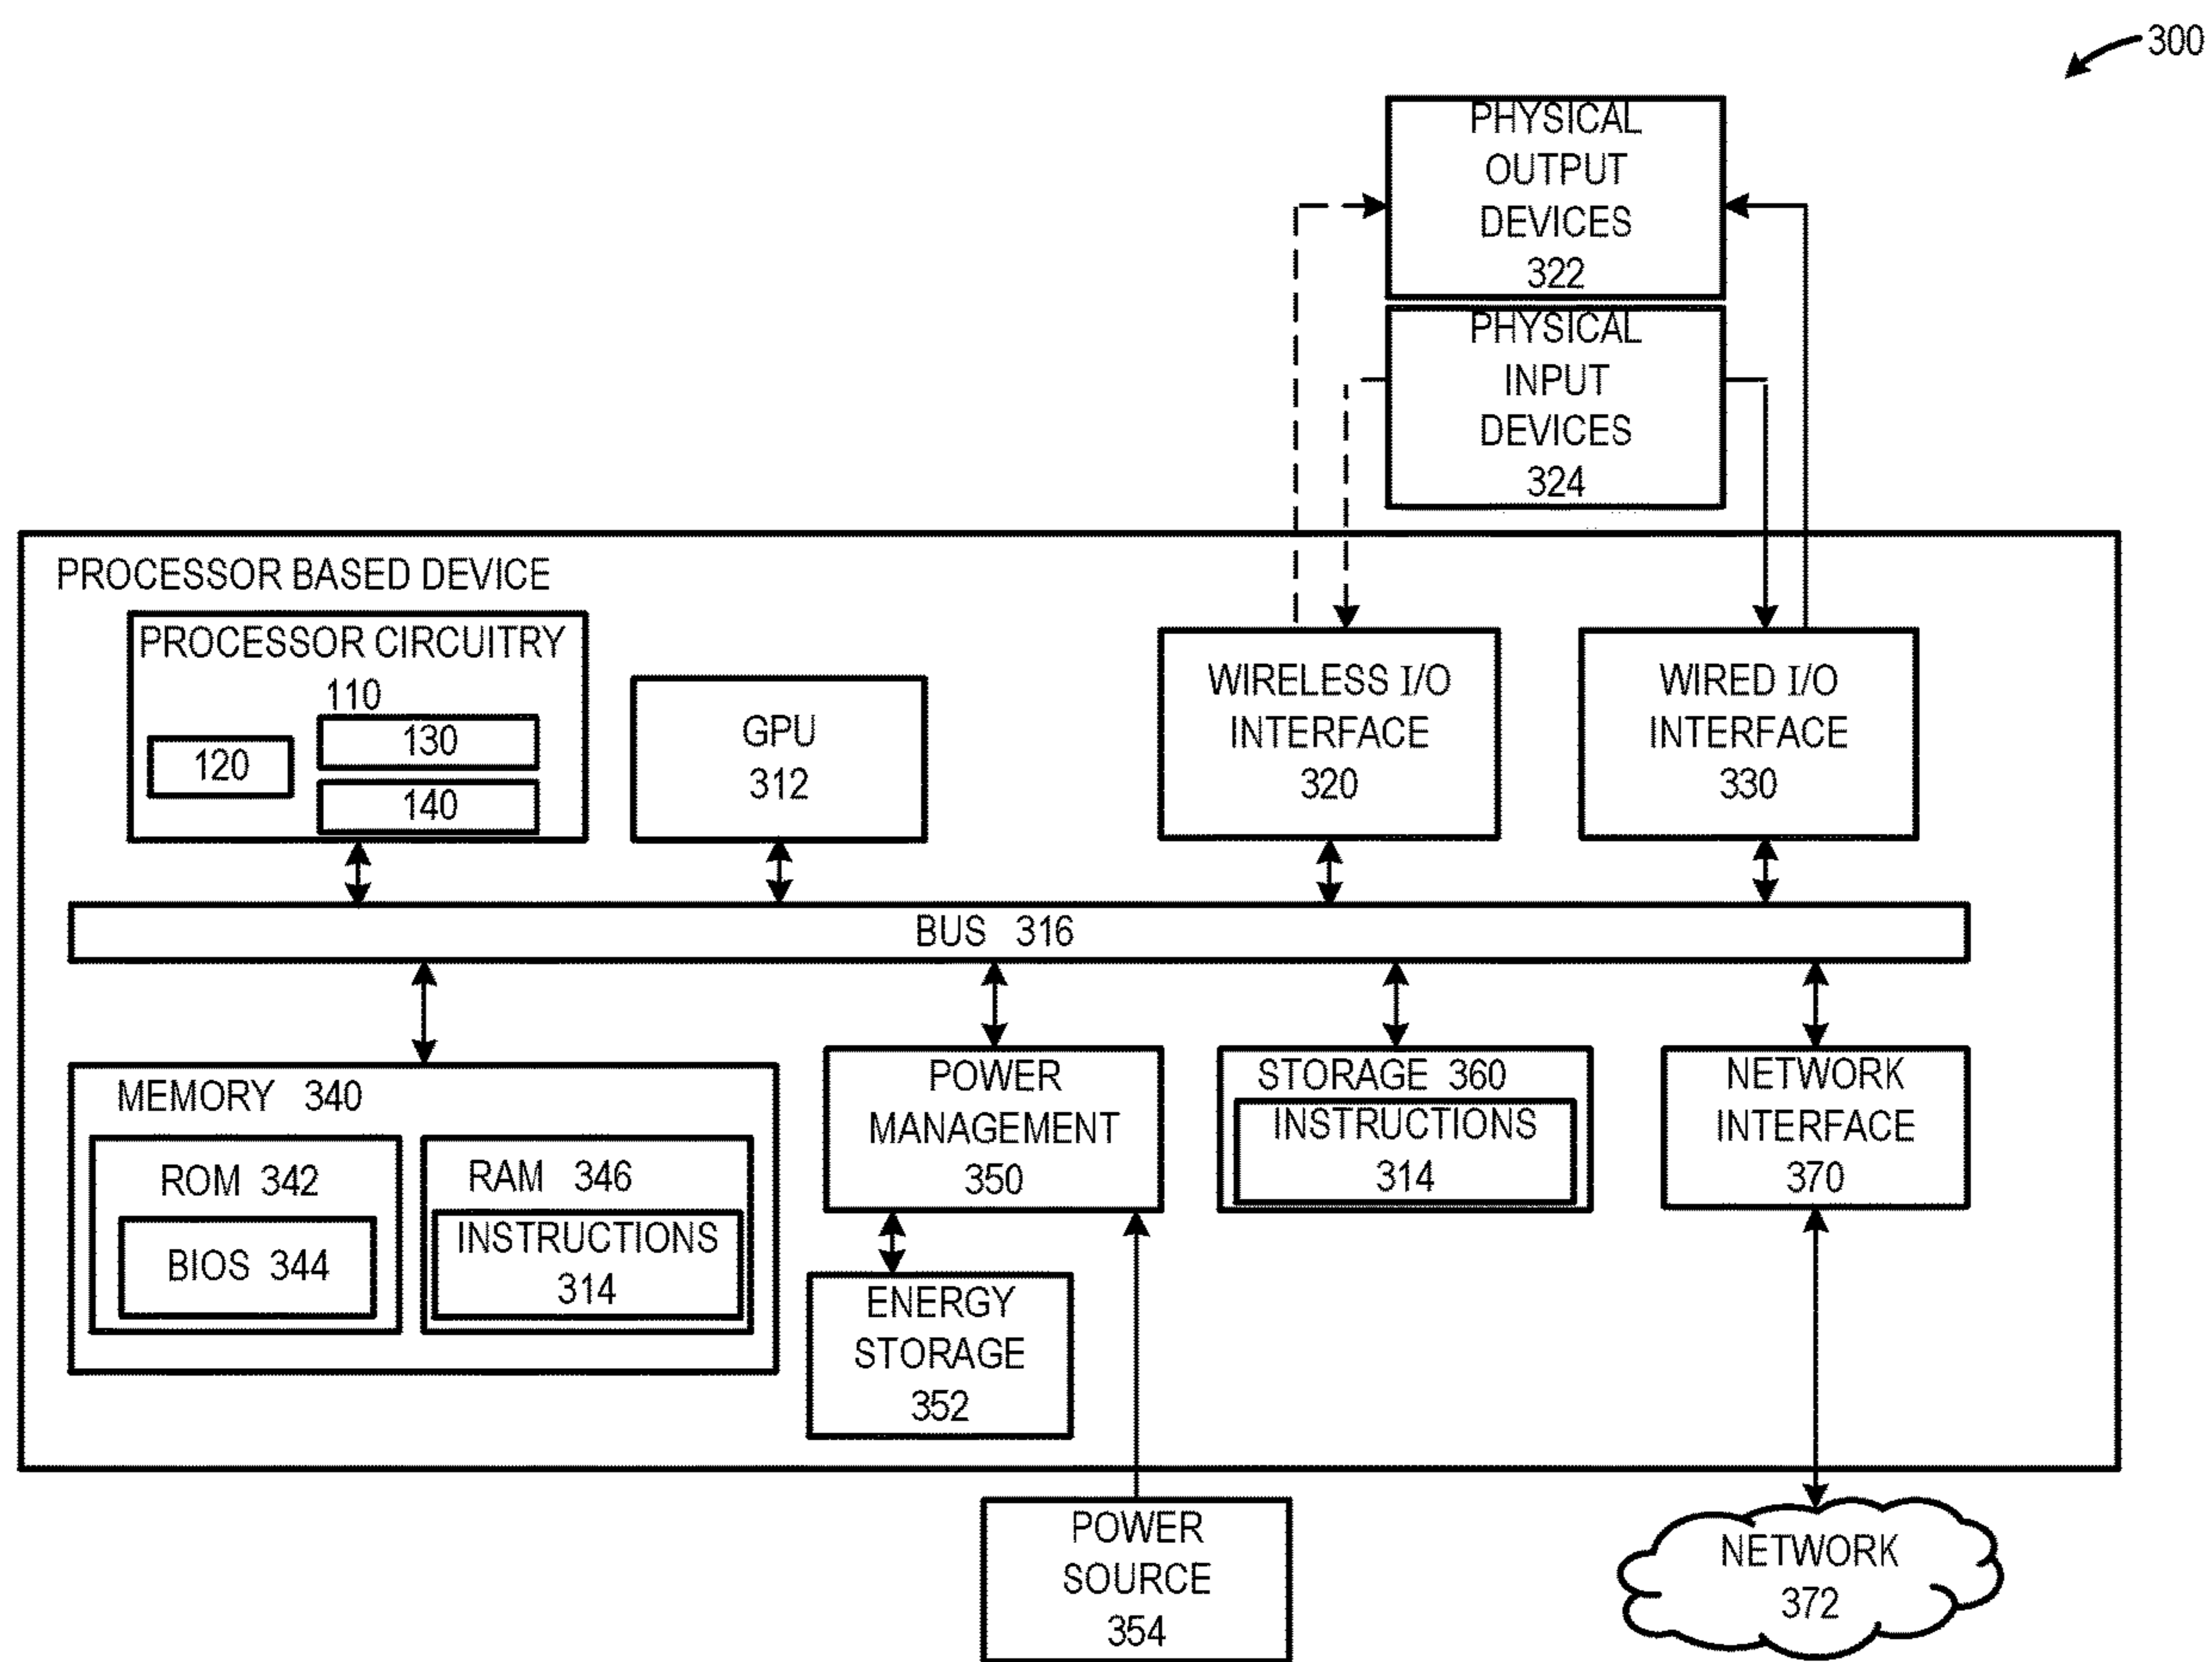 300
PHYSICAL
OUTPUT
DEVICES
322
PHYSICAL
INPUT
DEVICES
324
PROCESSOR BASED DEVICE
PROCESSOR CIRCUITRY
110
120
130
140
GPU
312
WIRELESS I/O
INTERFACE
320
WIRED I/O
INTERFACE
330
BUS 316
MEMORY 340
ROM 342
BIOS 344
RAM 346
INSTRUCTIONS
314
POWER
MANAGEMENT
350
ENERGY
STORAGE
352
STORAGE 360
INSTRUCTIONS
314
NETWORK
INTERFACE
370
POWER
SOURCE
354
NETWORK
372